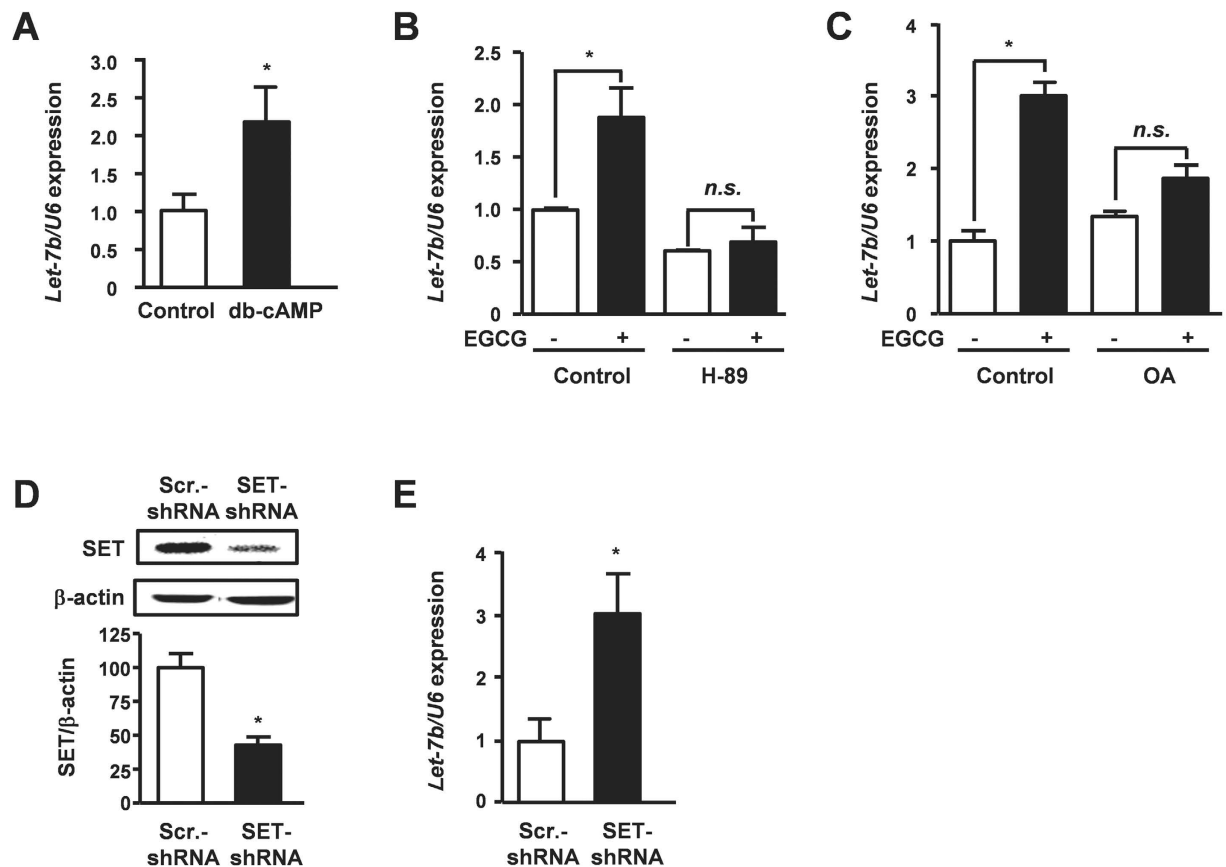 A
Let-7b/U6 expression
3.0
2.5
2.0
1.5
1.0
0.5
0
*
Control db-cAMP
B
Let-7b/U6 expression
2.5
2.0
1.5
1.0
0.5
0
*
n.s.
EGCG - + - +
Control H-89
C
Let-7b/U6 expression
4
3
2
1
0
*
n.s.
EGCG - + - +
Control OA
D
Scr.- SET-
shRNA shRNA
SET
β-actin
SET/β-actin
125
100
75
50
25
0
*
Scr.- SET-
shRNA shRNA
E
Let-7b/U6 expression
4
3
2
1
0
*
Scr.- SET-
shRNA shRNA